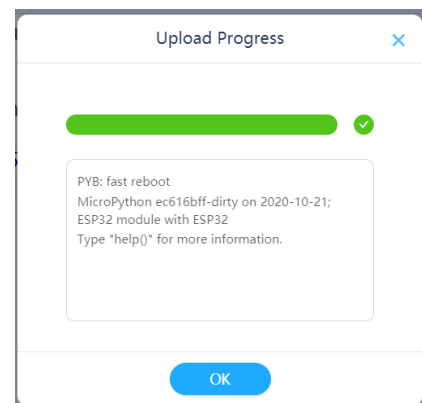 Upload Progress
PYB: fast reboot
MicroPython ec616bff-dirty on 2020-10-21;
ESP32 module with ESP32
Type "help()" for more information.
OK